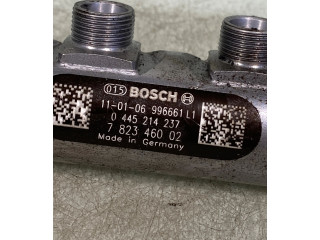 015 BOSCH
11-01-06 996661 L1
0 445 214 237
7 823 460 02
Made in Germany